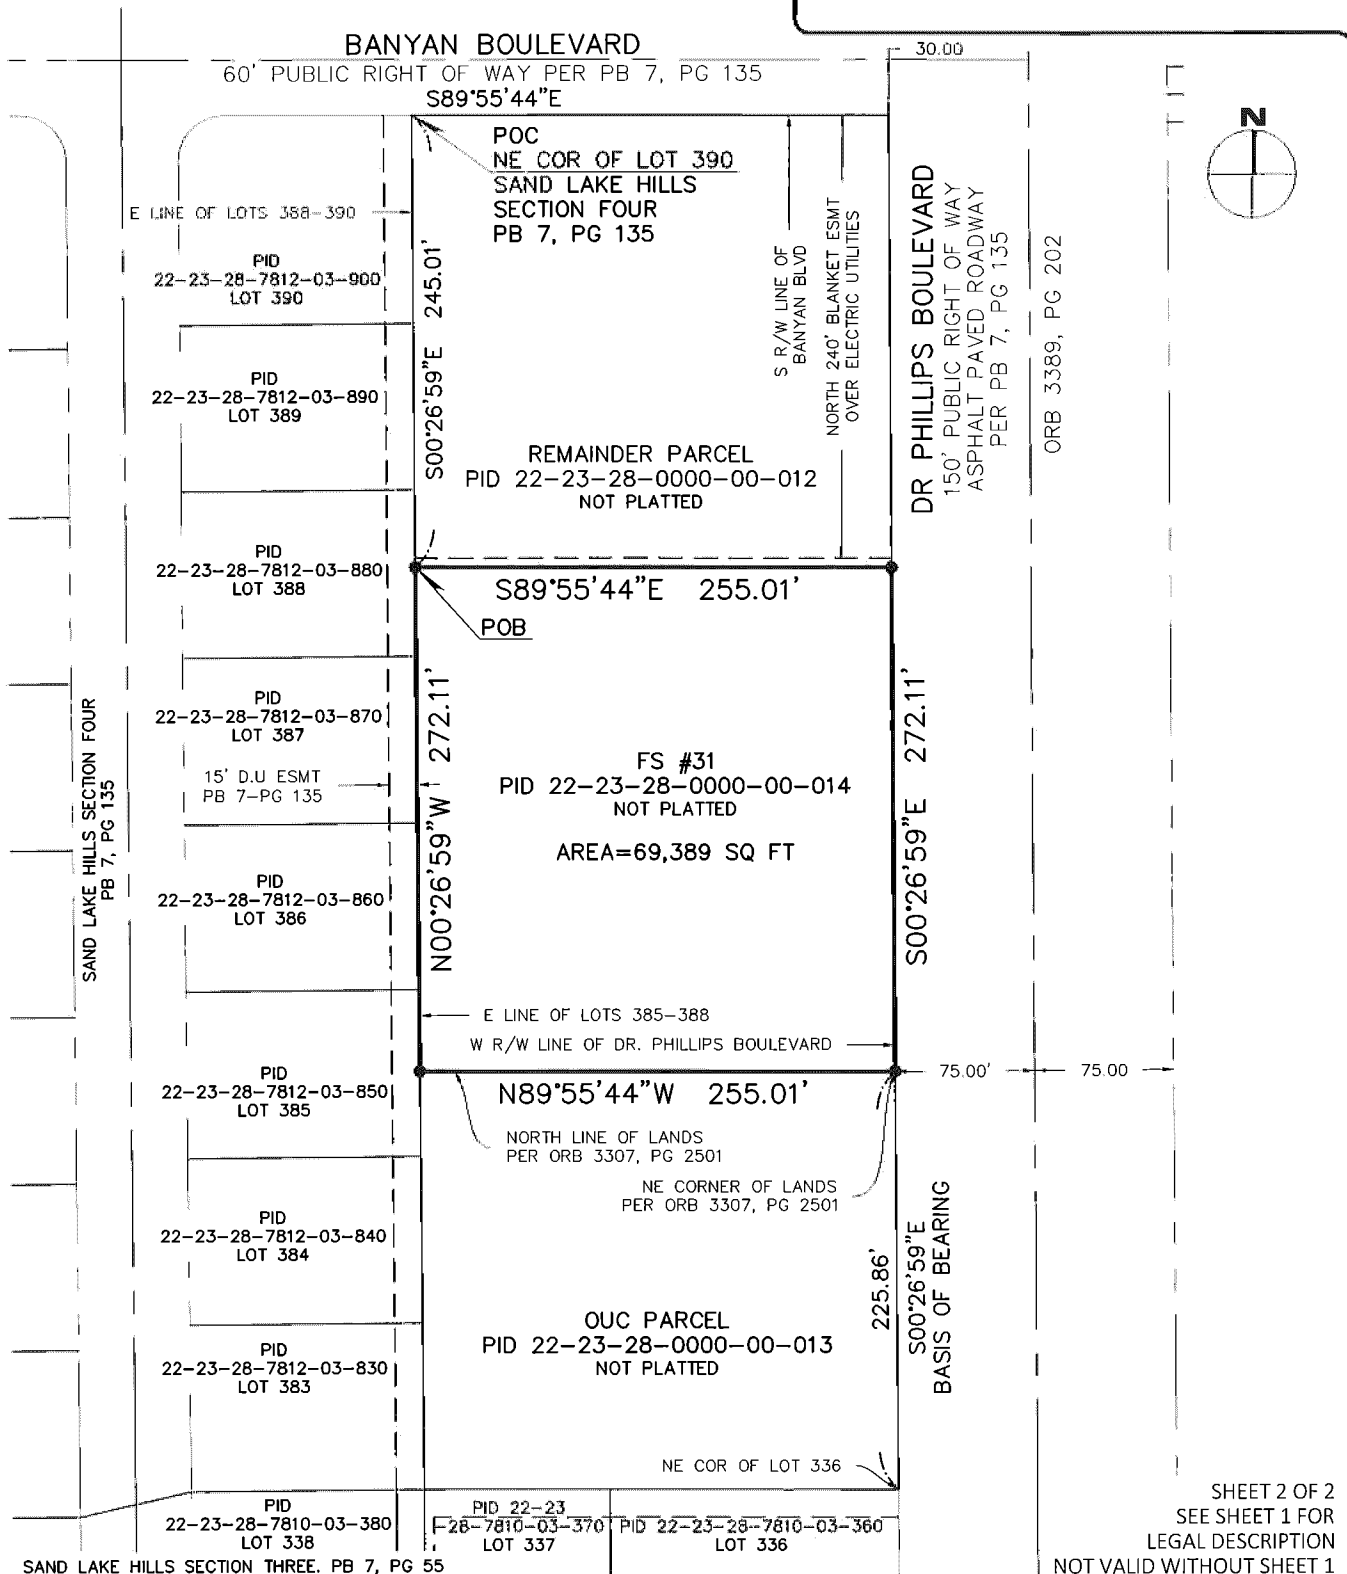 BANYAN BOULEVARD
60' PUBLIC RIGHT OF WAY PER PB 7, PG 135
S89°55'44"E
30.00
N
POC
NE COR OF LOT 390
SAND LAKE HILLS
SECTION FOUR
PB 7, PG 135
E LINE OF LOTS 388-390
S00°26'59"E 245.01'
S R/W LINE OF
BANYAN BLVD
NORTH 240' BLANKET ESMT
OVER ELECTRIC UTILITIES
DR PHILLIPS BOULEVARD
150' PUBLIC RIGHT OF WAY
ASPHALT PAVED ROADWAY
PER PB 7, PG 135
ORB 3389, PG 202
PID
22-23-28-7812-03-900
LOT 390
PID
22-23-28-7812-03-890
LOT 389
REMAINDER PARCEL
PID 22-23-28-0000-00-012
NOT PLATTED
PID
22-23-28-7812-03-880
LOT 388
S89°55'44"E 255.01'
POB
PID
22-23-28-7812-03-870
LOT 387
15' D.U ESMT
PB 7-PG 135
SAND LAKE HILLS SECTION FOUR
PB 7, PG 135
N00°26'59"W 272.11'
FS #31
PID 22-23-28-0000-00-014
NOT PLATTED
AREA=69,389 SQ FT
S00°26'59"E 272.11'
PID
22-23-28-7812-03-860
LOT 386
E LINE OF LOTS 385-388
W R/W LINE OF DR. PHILLIPS BOULEVARD
75.00'
75.00
PID
22-23-28-7812-03-850
LOT 385
N89°55'44"W 255.01'
NORTH LINE OF LANDS
PER ORB 3307, PG 2501
NE CORNER OF LANDS
PER ORB 3307, PG 2501
225.86'
S00°26'59"E
BASIS OF BEARING
PID
22-23-28-7812-03-840
LOT 384
OUC PARCEL
PID 22-23-28-0000-00-013
NOT PLATTED
PID
22-23-28-7812-03-830
LOT 383
NE COR OF LOT 336
PID
22-23-28-7810-03-380
LOT 338
PID 22-23
-28-7810-03-370
LOT 337
PID 22-23-28-7810-03-360
LOT 336
SAND LAKE HILLS SECTION THREE. PB 7, PG 55
SHEET 2 OF 2
SEE SHEET 1 FOR
LEGAL DESCRIPTION
NOT VALID WITHOUT SHEET 1